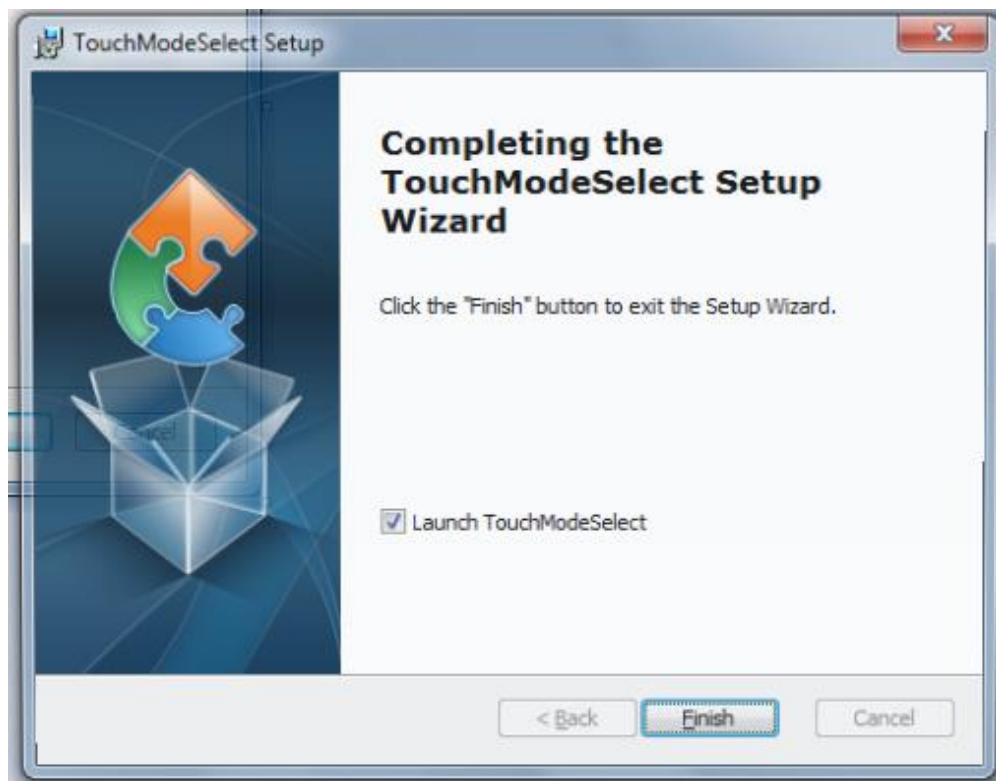 TouchModeSelect Setup
Completing the
TouchModeSelect Setup
Wizard
Click the "Finish" button to exit the Setup Wizard.
Cancel
Launch TouchModeSelect
< Back
Finish
Cancel